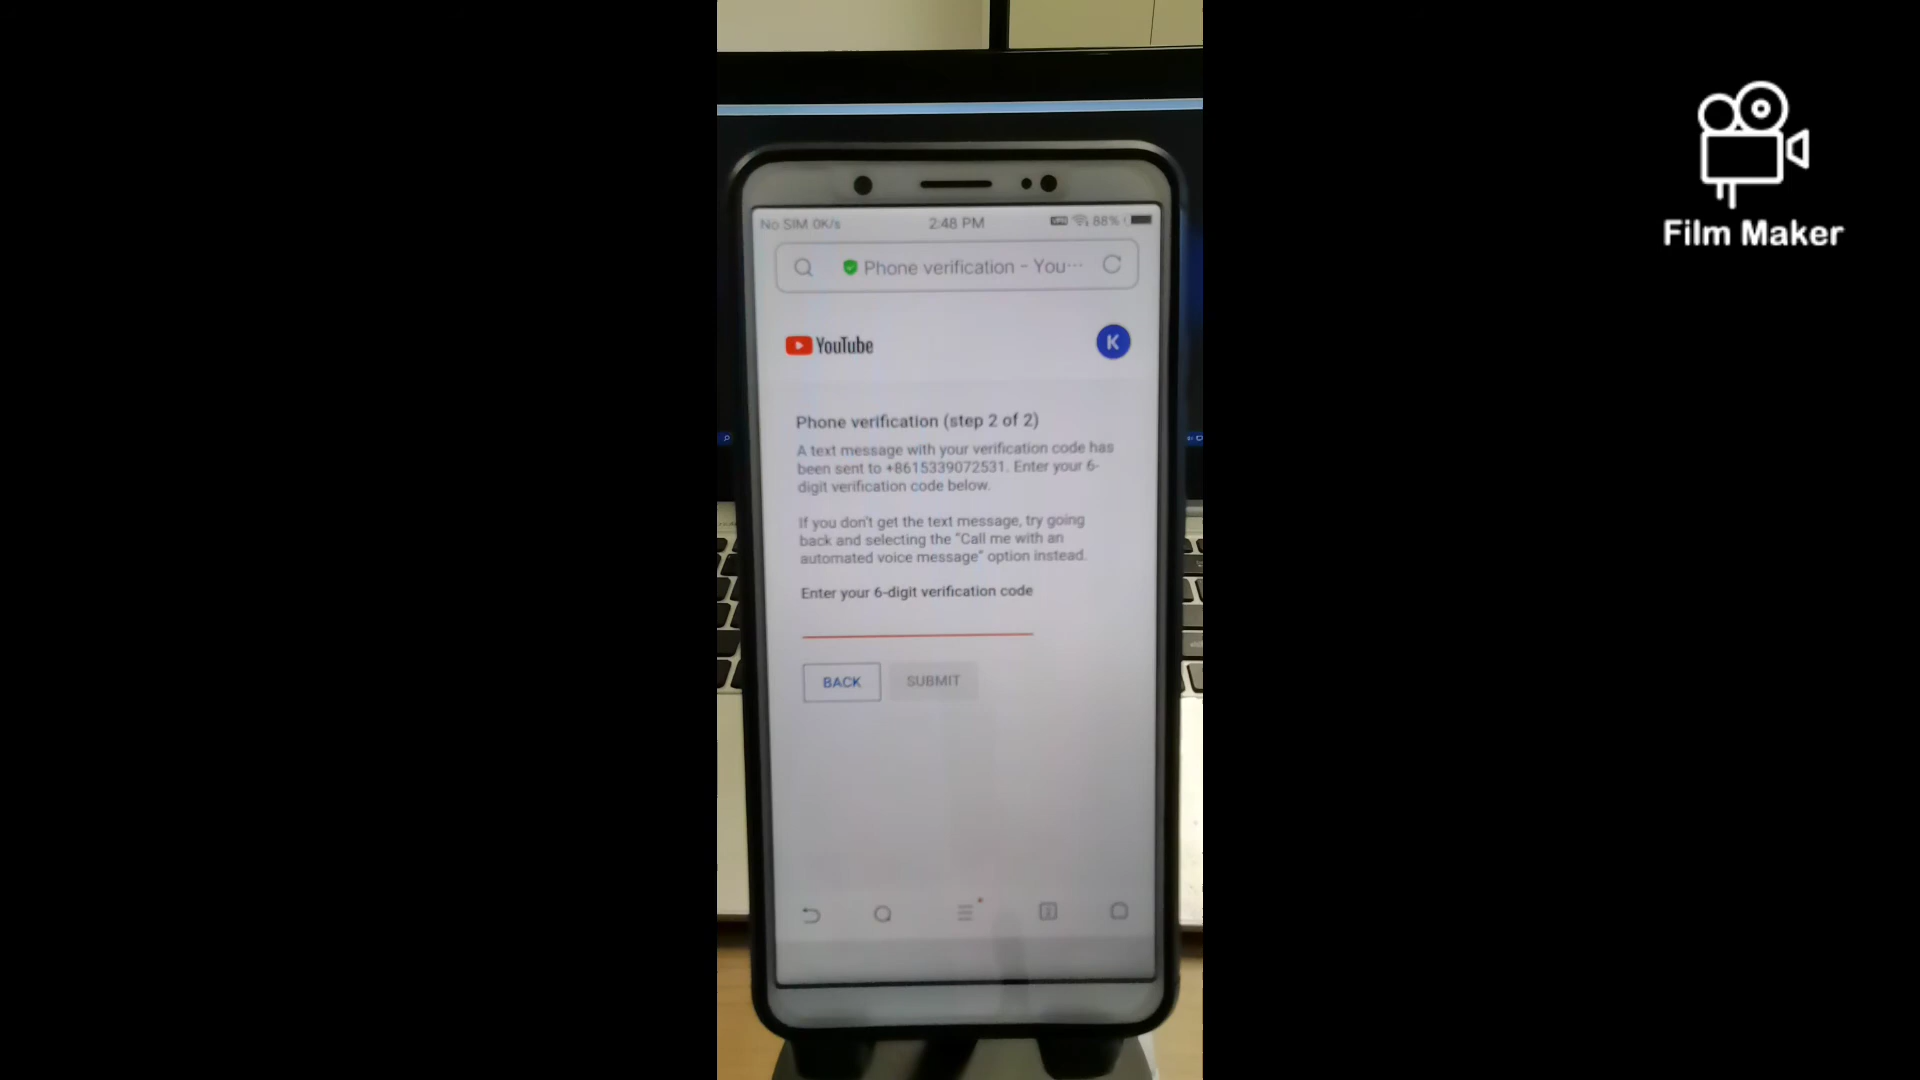 Film Maker
No SIM 0K/s 2:48 PM 88%
Phone verification - You···
YouTube K
Phone verification (step 2 of 2)
A text message with your verification code has
been sent to +8615339072531. Enter your 6-
digit verification code below.
If you don't get the text message, try going
back and selecting the "Call me with an
automated voice message" option instead.
Enter your 6-digit verification code
BACK SUBMIT